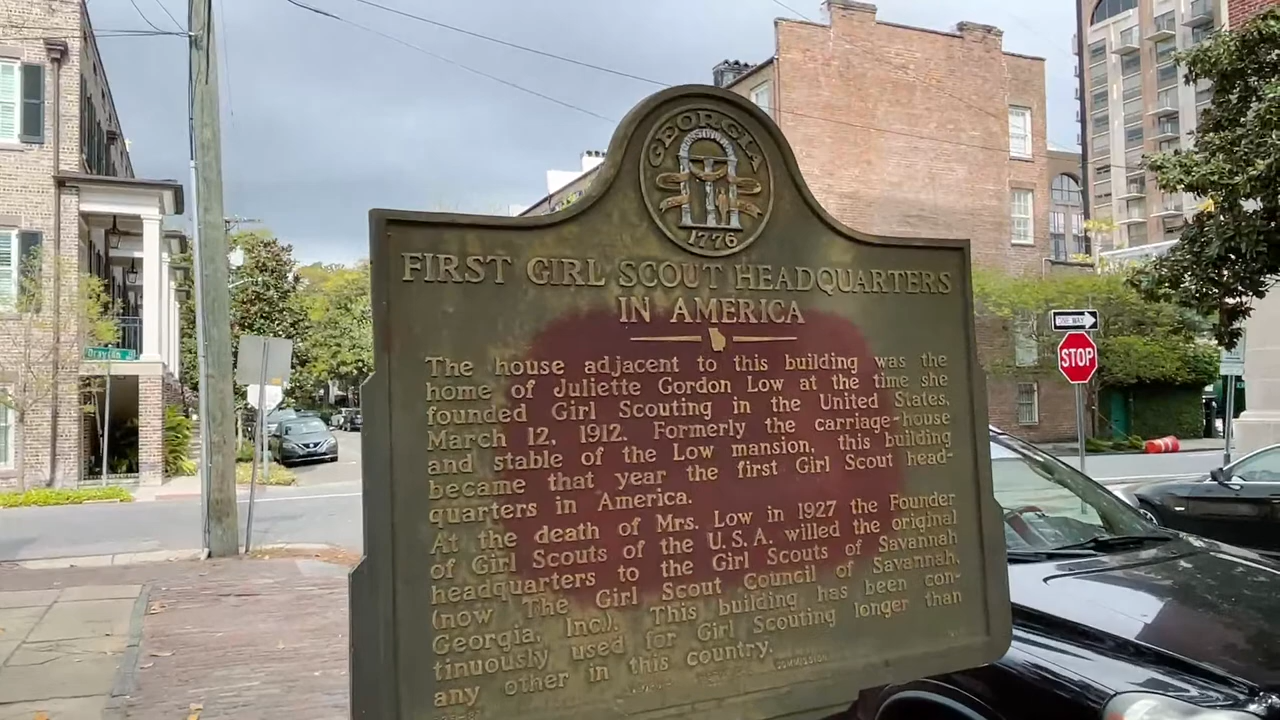 GEORGIA
CONSTITUTION
1776
FIRST GIRL SCOUT HEADQUARTERS
IN AMERICA
The house adjacent to this building was the
home of Juliette Gordon Low at the time she
founded Girl Scouting in the United States,
March 12, 1912. Formerly the carriage-house
and stable of the Low mansion, this building
became that year the first Girl Scout head-
quarters in America.
At the death of Mrs. Low in 1927 the Founder
of Girl Scouts of the U.S.A. willed the original
headquarters to the Girl Scouts of Savannah
(now The Girl Scout Council of Savannah,
Georgia, Inc.). This building has been con-
tinuously used for Girl Scouting longer than
any other in this country.
COMMISSION
Drayton
ONE WAY
STOP